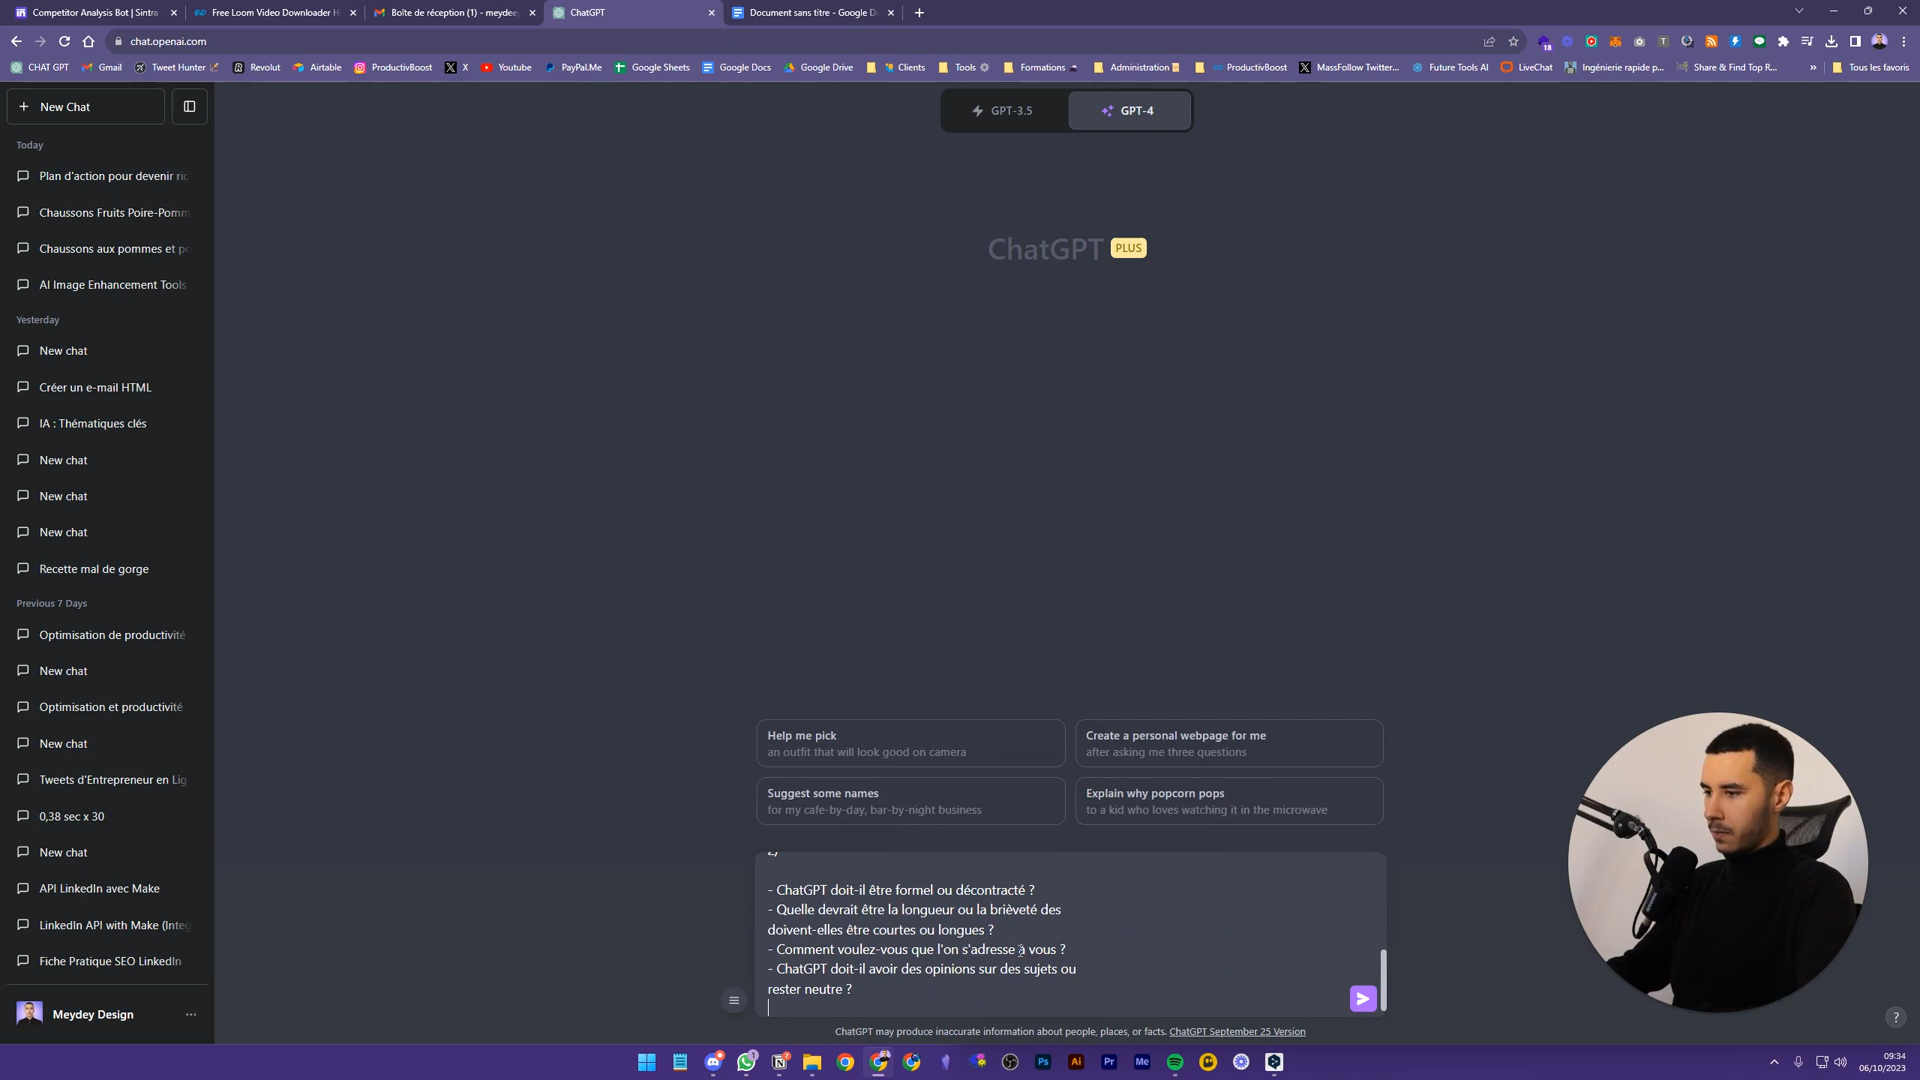 Competitor Analysis Bot | Sintra
Free Loom Video Downloader H
Boîte de réception (1) - meydee
ChatGPT
Document sans titre - Google D
chat.openai.com
18
CHAT GPT
Gmail
Tweet Hunter
Revolut
Airtable
ProductivBoost
X
Youtube
PayPal.Me
Google Sheets
Google Docs
Google Drive
Clients
Tools
Formations
Administration
ProductivBoost
MassFollow Twitter...
Future Tools AI
LiveChat
Ingénierie rapide p...
Share & Find Top R...
»
Tous les favoris
+ New Chat
Today
Plan d'action pour devenir ric
Chaussons Fruits Poire-Pomm
Chaussons aux pommes et po
AI Image Enhancement Tools
Yesterday
New chat
Créer un e-mail HTML
IA : Thématiques clés
New chat
New chat
New chat
Recette mal de gorge
Previous 7 Days
Optimisation de productivité
New chat
Optimisation et productivité
New chat
Tweets d'Entrepreneur en Lig
0,38 sec x 30
New chat
API LinkedIn avec Make
LinkedIn API with Make (Integ
Fiche Pratique SEO LinkedIn
Meydey Design
GPT-3.5
GPT-4
ChatGPT PLUS
Help me pick
an outfit that will look good on camera
Create a personal webpage for me
after asking me three questions
Suggest some names
for my cafe-by-day, bar-by-night business
Explain why popcorn pops
to a kid who loves watching it in the microwave
- ChatGPT doit-il être formel ou décontracté ?
- Quelle devrait être la longueur ou la brièveté des
doivent-elles être courtes ou longues ?
- Comment voulez-vous que l'on s'adresse à vous ?
- ChatGPT doit-il avoir des opinions sur des sujets ou
rester neutre ?
ChatGPT may produce inaccurate information about people, places, or facts. ChatGPT September 25 Version
?
Ps
Ai
Pr
Me
09:34
06/10/2023